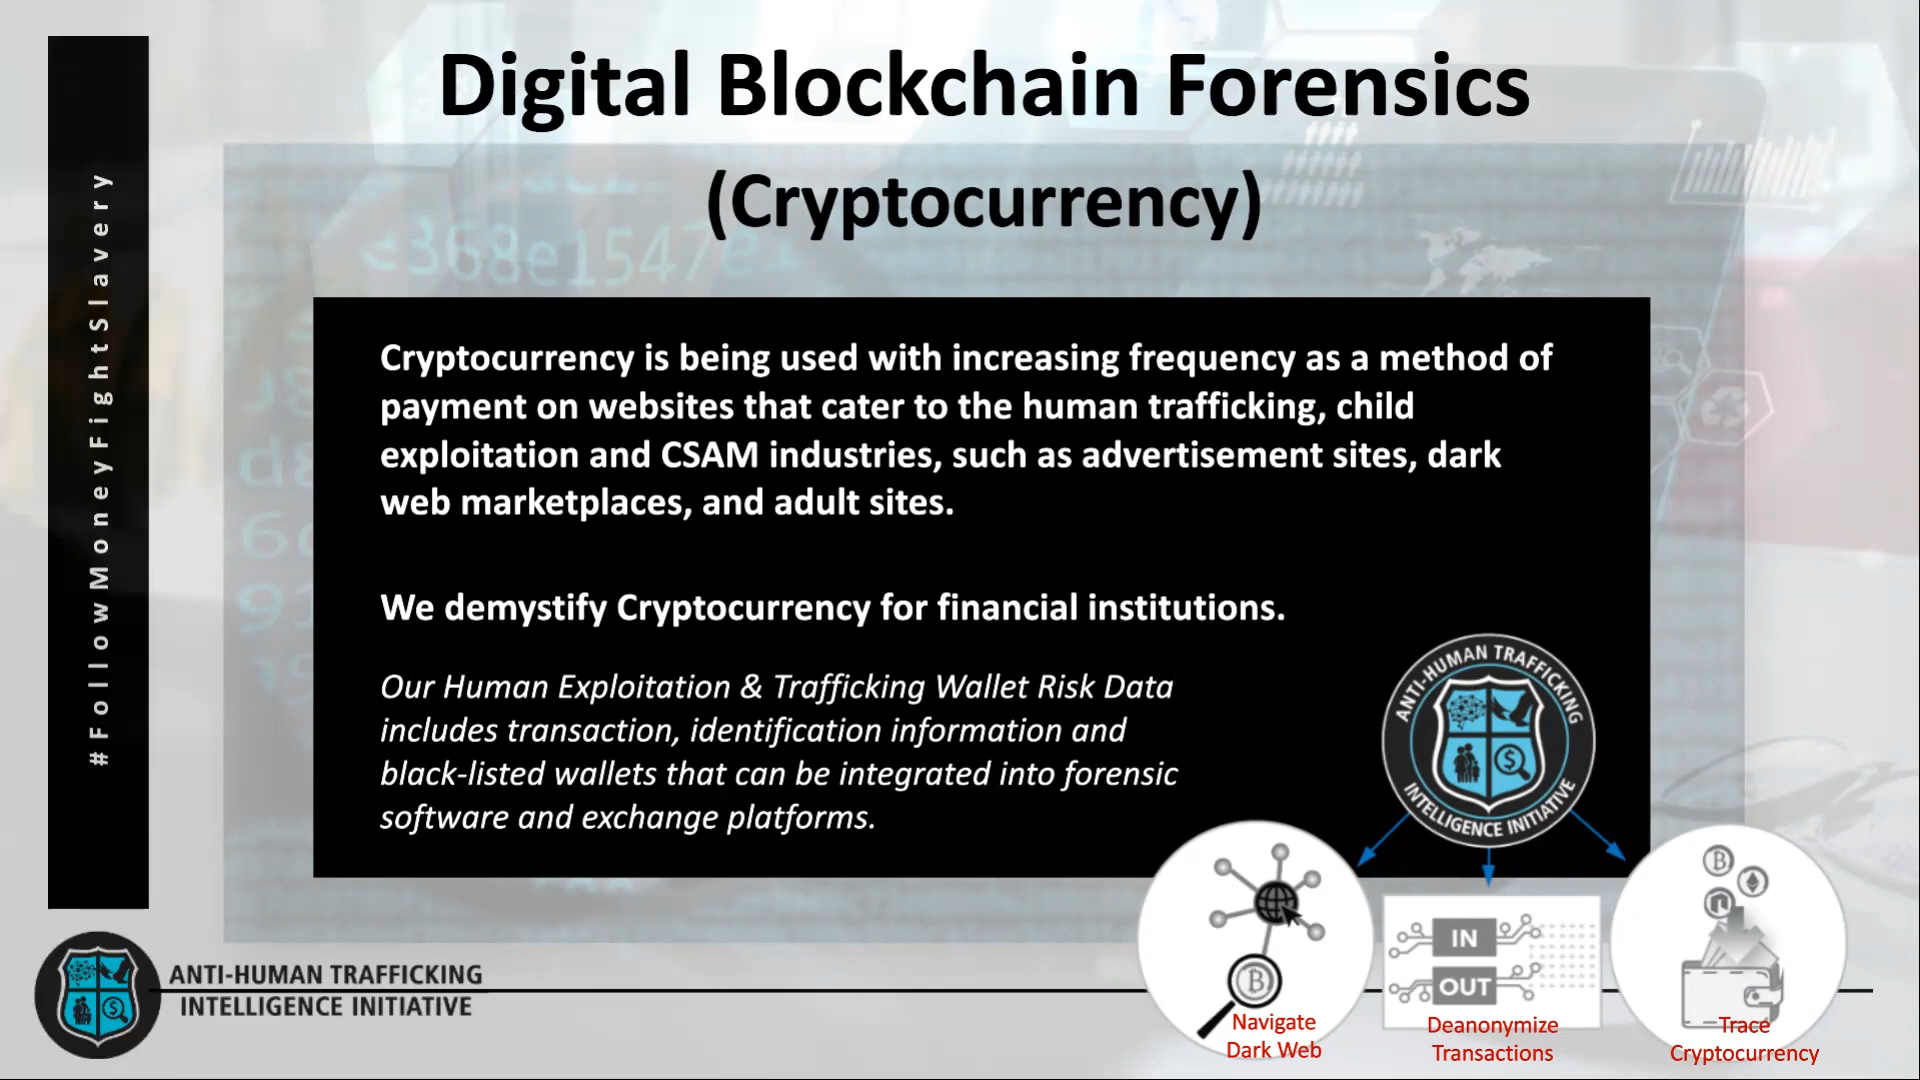 Digital Blockchain Forensics
(Cryptocurrency)
#FollowMoneyFightSlavery
<368e1547e1
Cryptocurrency is being used with increasing frequency as a method of
payment on websites that cater to the human trafficking, child
exploitation and CSAM industries, such as advertisement sites, dark
web marketplaces, and adult sites.
We demystify Cryptocurrency for financial institutions.
Our Human Exploitation & Trafficking Wallet Risk Data
includes transaction, identification information and
black-listed wallets that can be integrated into forensic
software and exchange platforms.
ANTI-HUMAN TRAFFICKING
INTELLIGENCE INITIATIVE
IN
OUT
Navigate
Dark Web
Deanonymize
Transactions
Trace
Cryptocurrency
ANTI-HUMAN TRAFFICKING
INTELLIGENCE INITIATIVE